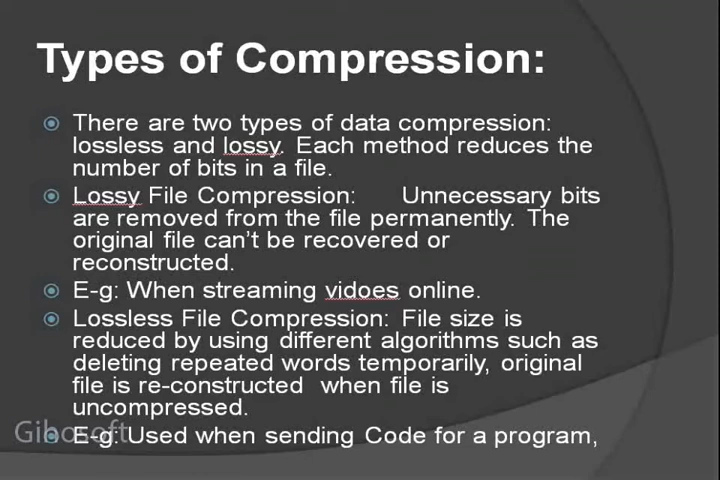 Types of Compression:
There are two types of data compression:
lossless and lossy. Each method reduces the
number of bits in a file.
Lossy File Compression: Unnecessary bits
are removed from the file permanently. The
original file can't be recovered or
reconstructed.
E-g: When streaming vidoes online.
Lossless File Compression: File size is
reduced by using different algorithms such as
deleting repeated words temporarily, original
file is re-constructed when file is
uncompressed.
E-g: Used when sending Code for a program,
Gibosoft